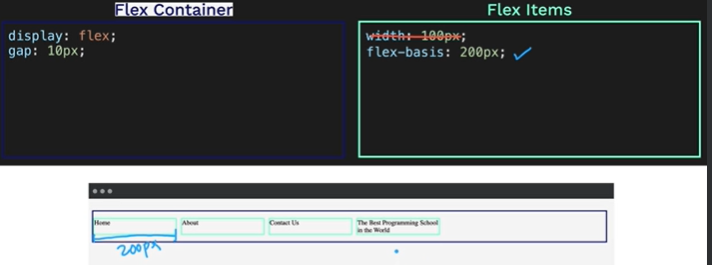 Flex Container
Flex Items
display: flex;
gap: 10px;
width: 100px;
flex-basis: 200px;
Home
About
Contact Us
The Best Programming School
in the World
200px